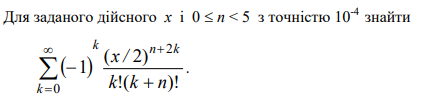 Для заданого дійсного x і 0 ≤ n < 5 з точністю 10⁻⁴ знайти
∑_{k=0}^{∞} (−1)^k (x/2)^{n+2k} / k!(k+n)! .